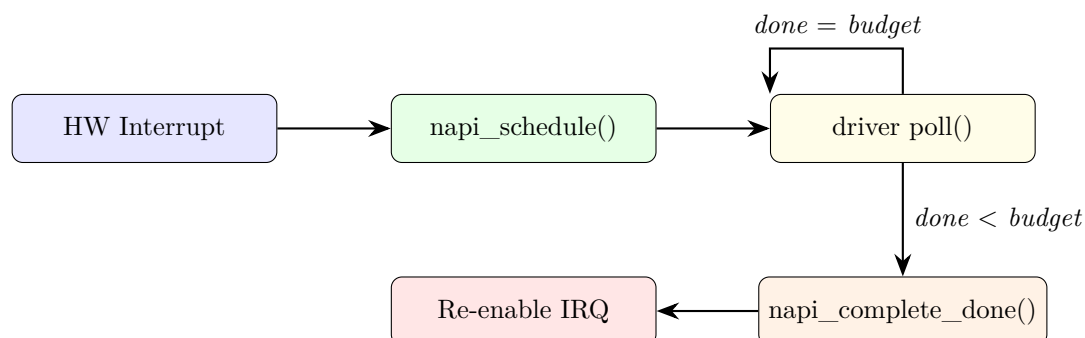 done = budget
HW Interrupt
napi_schedule()
driver poll()
done < budget
Re-enable IRQ
napi_complete_done()